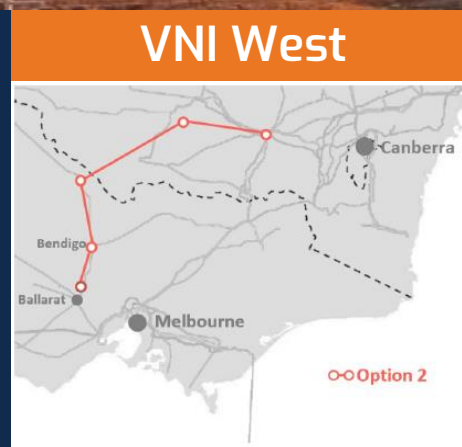 VNI West
Canberra
Bendigo
Ballarat
Melbourne
Option 2